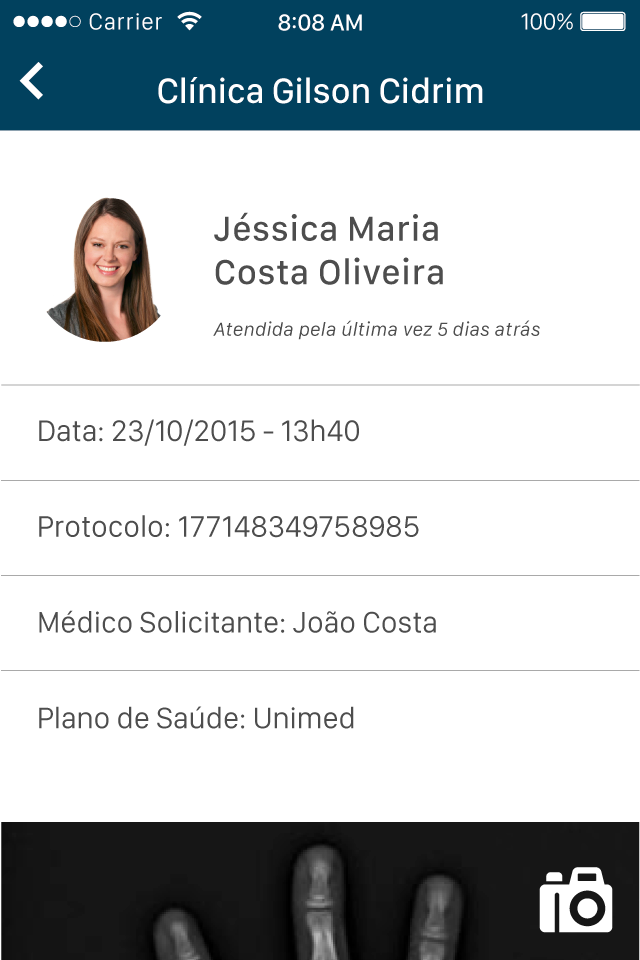 Carrier 8:08 AM 100%
Clínica Gilson Cidrim
Jéssica Maria
Costa Oliveira
Atendida pela última vez 5 dias atrás
Data: 23/10/2015 - 13h40
Protocolo: 177148349758985
Médico Solicitante: João Costa
Plano de Saúde: Unimed